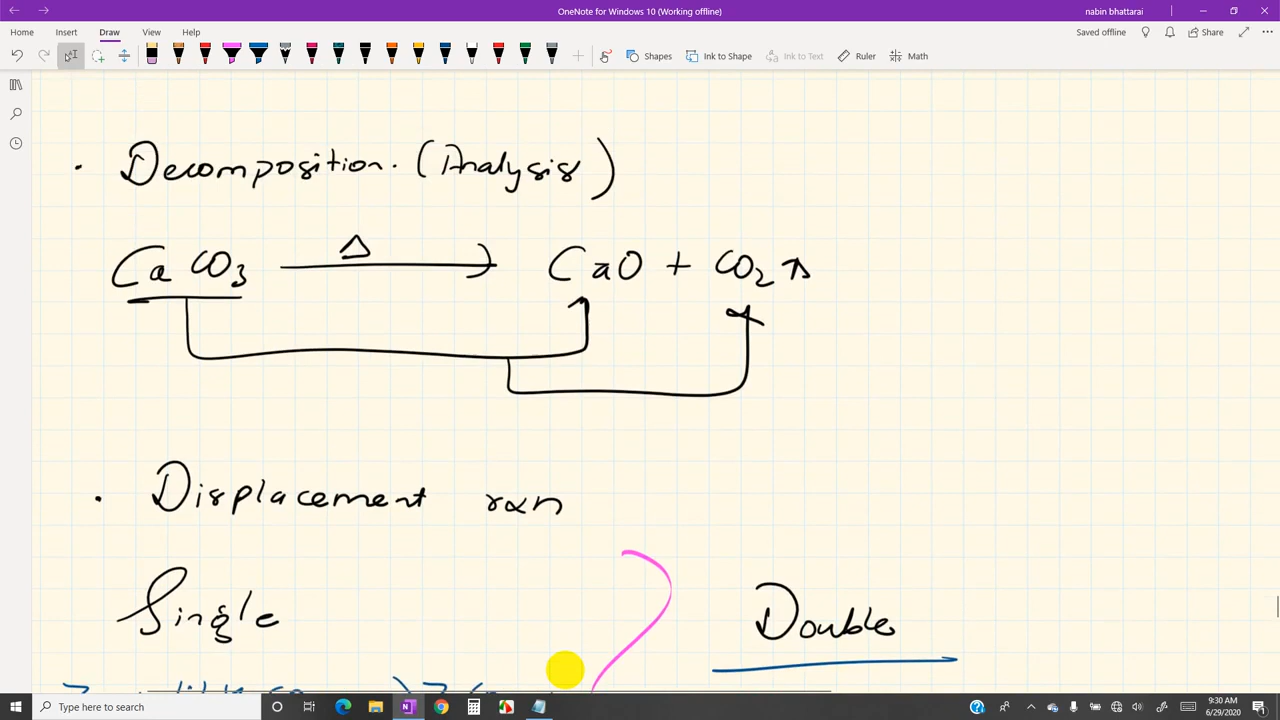 OneNote for Windows 10 (Working offline)
nabin bhattarai
Home Insert Draw View Help
Saved offline
Share
Shapes
Ink to Shape
Ink to Text
Ruler
Math
• Decomposition. (Analysis)
CaCO3 —Δ→ CaO + CO2 ↑
• Displacement rxn
Single
Double
Type here to search
9:30 AM
6/29/2020